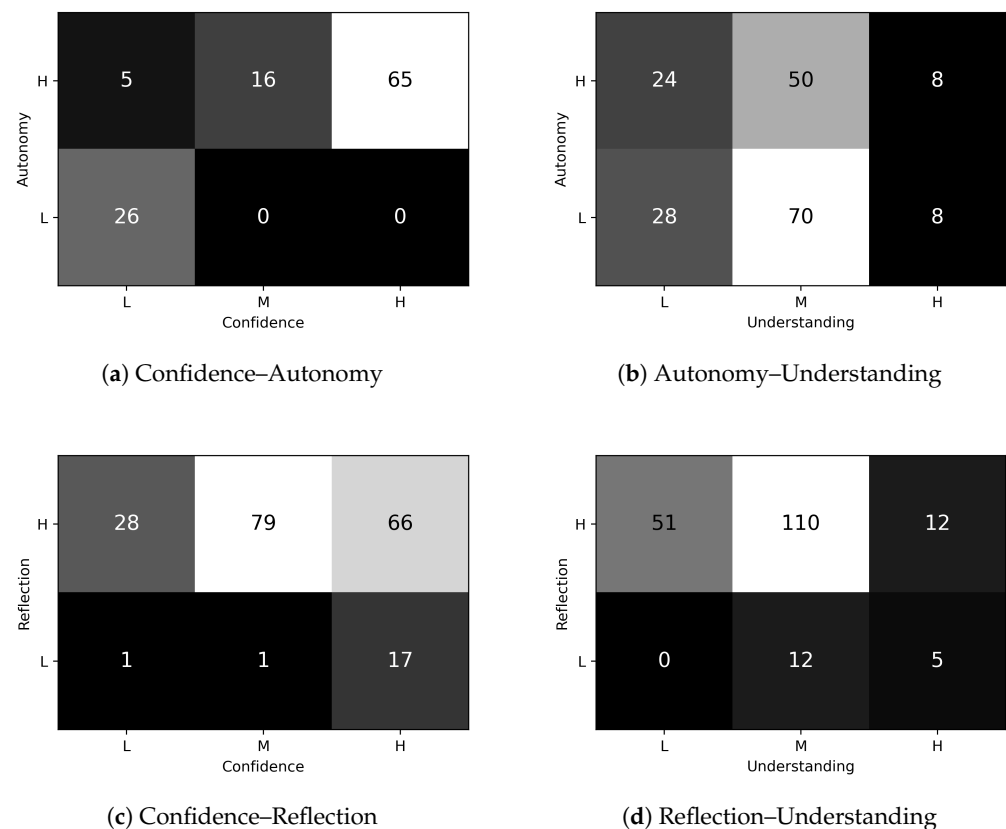 H 5 16 65
Autonomy
L 26 0 0
L M H
Confidence
(a) Confidence–Autonomy
H 24 50 8
Autonomy
L 28 70 8
L M H
Understanding
(b) Autonomy–Understanding
H 28 79 66
Reflection
L 1 1 17
L M H
Confidence
(c) Confidence–Reflection
H 51 110 12
Reflection
L 0 12 5
L M H
Understanding
(d) Reflection–Understanding